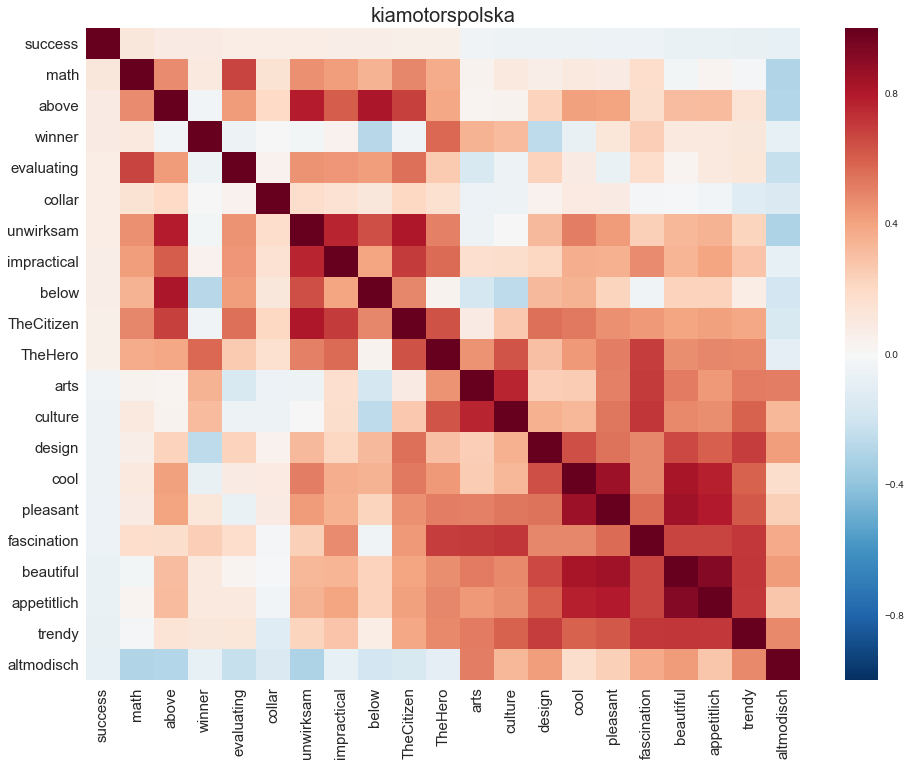 kiamotorspolska
success
math
above
winner
evaluating
collar
unwirksam
impractical
below
TheCitizen
TheHero
arts
culture
design
cool
pleasant
fascination
beautiful
appetitlich
trendy
altmodisch
0.8
0.4
0.0
−0.4
−0.8
success
math
above
winner
evaluating
collar
unwirksam
impractical
below
TheCitizen
TheHero
arts
culture
design
cool
pleasant
fascination
beautiful
appetitlich
trendy
altmodisch